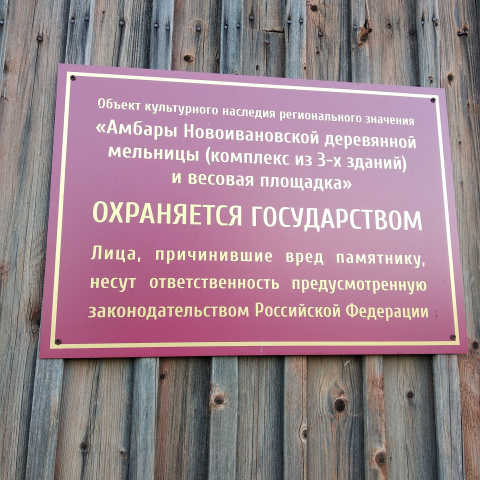 Объект культурного наследия регионального значения
«Амбары Новоивановской деревянной
мельницы (комплекс из 3-х зданий)
и весовая площадка»
ОХРАНЯЕТСЯ ГОСУДАРСТВОМ
Лица, причинившие вред памятнику,
несут ответственность предусмотренную
законодательством Российской Федерации